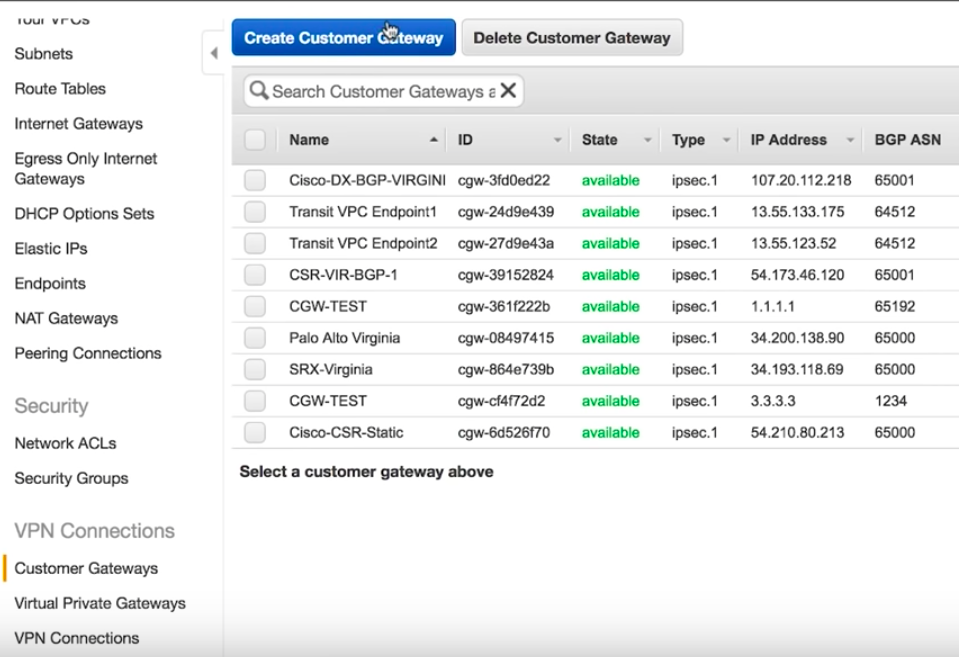 Your VPCs
Subnets
Route Tables
Internet Gateways
Egress Only Internet
Gateways
DHCP Options Sets
Elastic IPs
Endpoints
NAT Gateways
Peering Connections
Security
Network ACLs
Security Groups
VPN Connections
Customer Gateways
Virtual Private Gateways
VPN Connections
Create Customer Gateway Delete Customer Gateway
Search Customer Gateways a
Name ID State Type IP Address BGP ASN
Cisco-DX-BGP-VIRGINI cgw-3fd0ed22 available ipsec.1 107.20.112.218 65001
Transit VPC Endpoint1 cgw-24d9e439 available ipsec.1 13.55.133.175 64512
Transit VPC Endpoint2 cgw-27d9e43a available ipsec.1 13.55.123.52 64512
CSR-VIR-BGP-1 cgw-39152824 available ipsec.1 54.173.46.120 65001
CGW-TEST cgw-361f222b available ipsec.1 1.1.1.1 65192
Palo Alto Virginia cgw-08497415 available ipsec.1 34.200.138.90 65000
SRX-Virginia cgw-864e739b available ipsec.1 34.193.118.69 65000
CGW-TEST cgw-cf4f72d2 available ipsec.1 3.3.3.3 1234
Cisco-CSR-Static cgw-6d526f70 available ipsec.1 54.210.80.213 65000
Select a customer gateway above